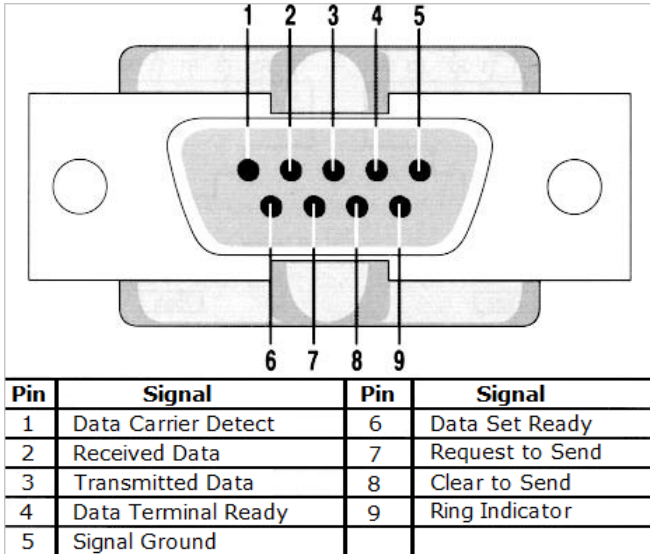 1 2 3 4 5
6 7 8 9
Pin Signal Pin Signal
1 Data Carrier Detect 6 Data Set Ready
2 Received Data 7 Request to Send
3 Transmitted Data 8 Clear to Send
4 Data Terminal Ready 9 Ring Indicator
5 Signal Ground